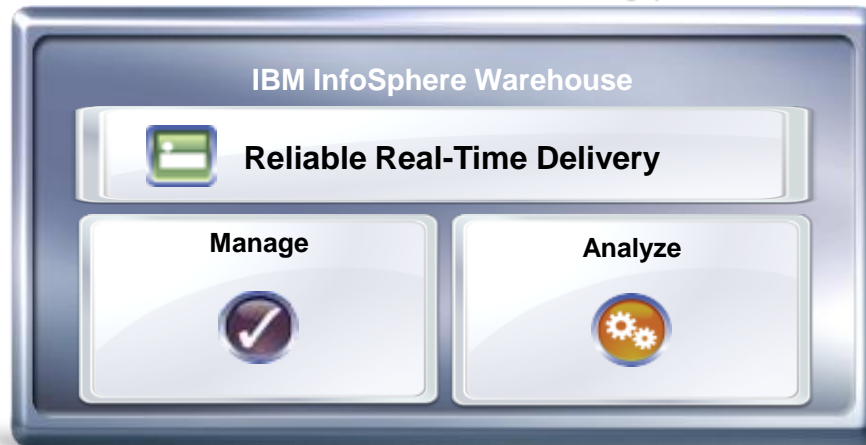 IBM InfoSphere Warehouse
Reliable Real-Time Delivery
Manage
Analyze